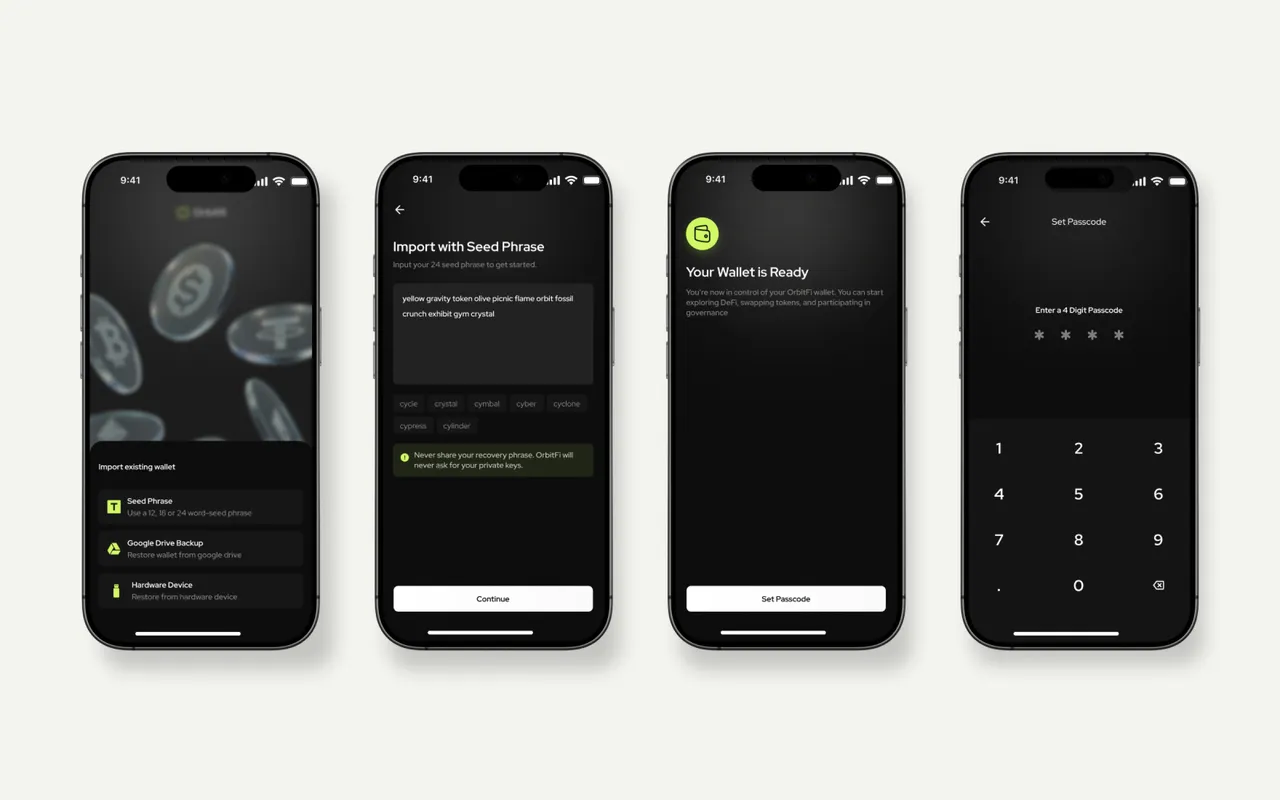 9:41
Import existing wallet
Seed Phrase
Use a 12, 18 or 24 word-seed phrase
Google Drive Backup
Restore wallet from google drive
Hardware Device
Restore from hardware device
9:41
Import with Seed Phrase
Input your 24 seed phrase to get started.
yellow gravity token olive picnic flame orbit fossil
crunch exhibit gym crystal
cycle crystal cymbal cyber cyclone
cypress cylinder
Never share your recovery phrase. OrbitFi will
never ask for your private keys.
Continue
9:41
Your Wallet is Ready
You're now in control of your OrbitFi wallet. You can start
exploring DeFi, swapping tokens, and participating in
governance
Set Passcode
9:41
Set Passcode
Enter a 4 Digit Passcode
* * * *
1 2 3
4 5 6
7 8 9
. 0